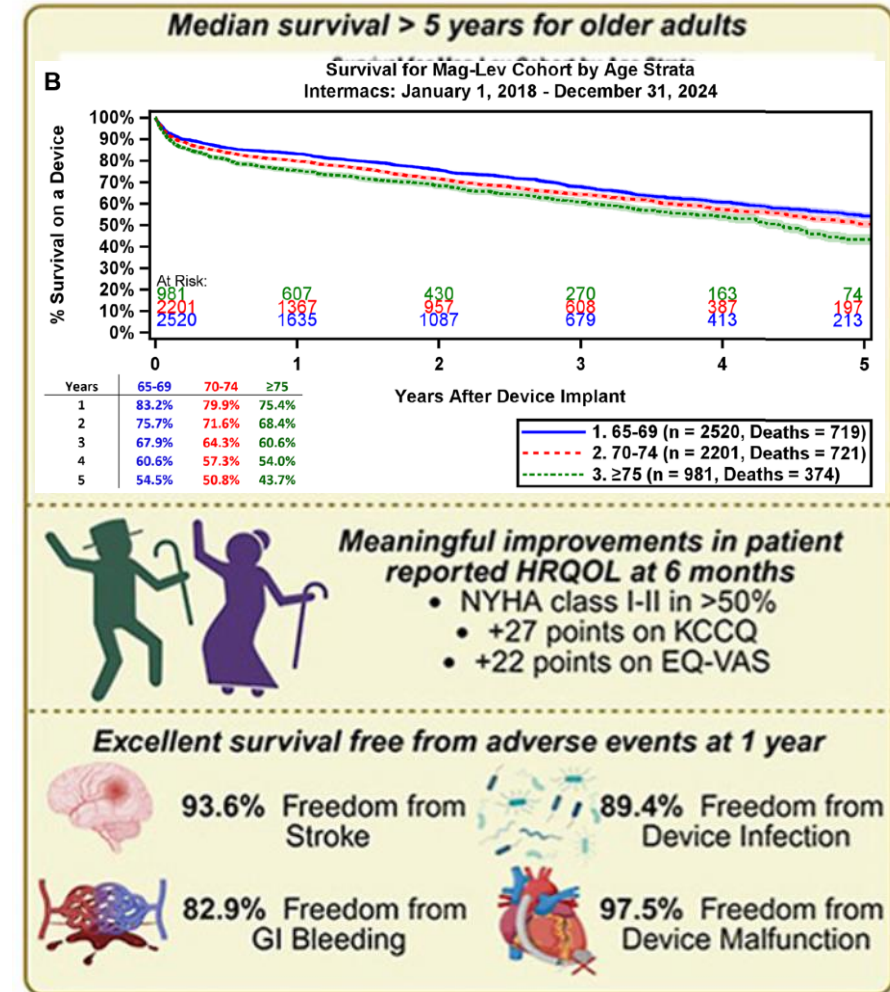 Median survival > 5 years for older adults
B
Survival for Mag-Lev Cohort by Age Strata
Intermacs: January 1, 2018 - December 31, 2024
% Survival on a Device
100%
90%
80%
70%
60%
50%
40%
30%
20%
10%
0%
At Risk:
981 607 430 270 163 74
2201 1367 957 608 387 197
2520 1635 1087 679 413 213
0 1 2 3 4 5
Years After Device Implant
Years 65-69 70-74 ≥75
1 83.2% 79.9% 75.4%
2 75.7% 71.6% 68.4%
3 67.9% 64.3% 60.6%
4 60.6% 57.3% 54.0%
5 54.5% 50.8% 43.7%
1. 65-69 (n = 2520, Deaths = 719)
2. 70-74 (n = 2201, Deaths = 721)
3. ≥75 (n = 981, Deaths = 374)
Meaningful improvements in patient
reported HRQOL at 6 months
• NYHA class I-II in >50%
• +27 points on KCCQ
• +22 points on EQ-VAS
Excellent survival free from adverse events at 1 year
93.6% Freedom from
Stroke
89.4% Freedom from
Device Infection
82.9% Freedom from
GI Bleeding
97.5% Freedom from
Device Malfunction